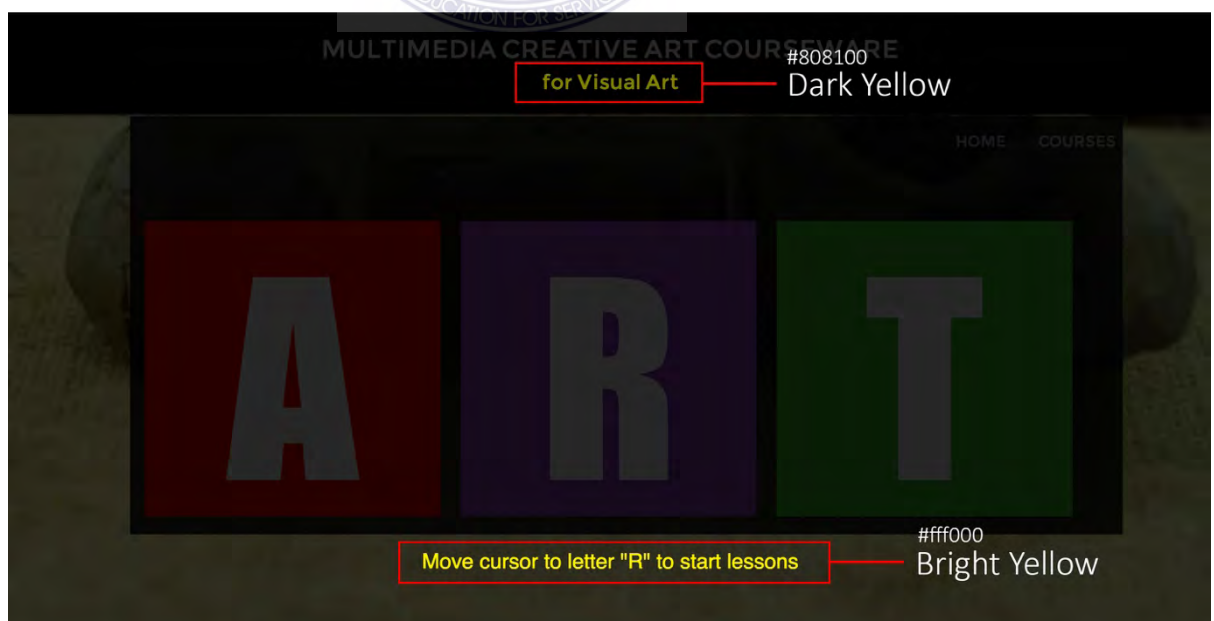 EDUCATION FOR SERVICE
MULTIMEDIA CREATIVE ART COURSEWARE
for Visual Art
#808100
Dark Yellow
HOME COURSES
A R T
#fff000
Bright Yellow
Move cursor to letter "R" to start lessons